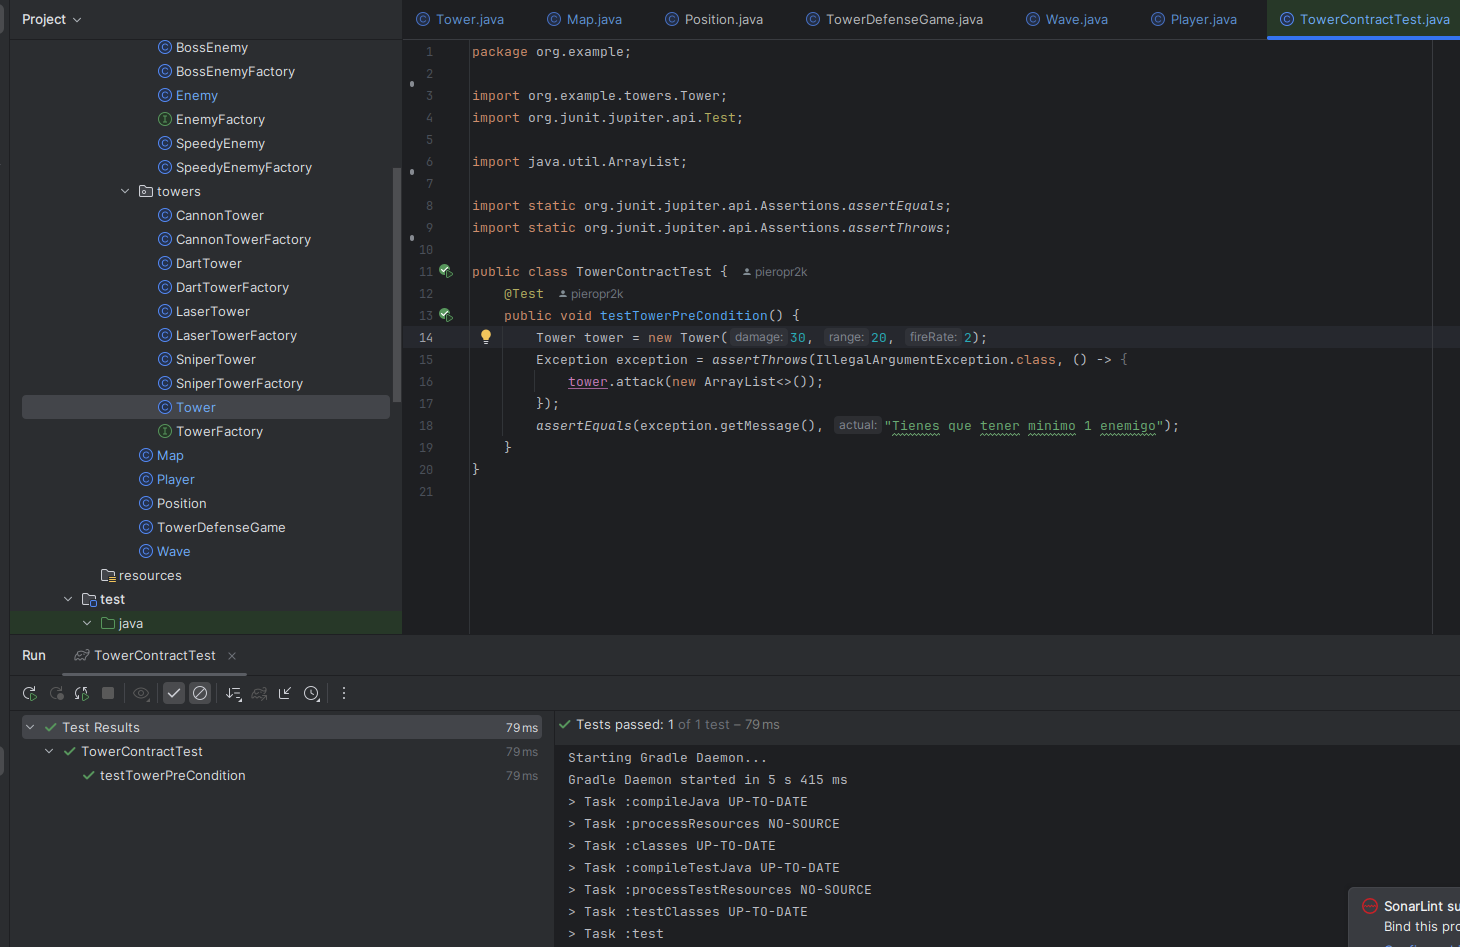 Project
BossEnemy
BossEnemyFactory
Enemy
EnemyFactory
SpeedyEnemy
SpeedyEnemyFactory
towers
CannonTower
CannonTowerFactory
DartTower
DartTowerFactory
LaserTower
LaserTowerFactory
SniperTower
SniperTowerFactory
Tower
TowerFactory
Map
Player
Position
TowerDefenseGame
Wave
resources
test
java
Tower.java Map.java Position.java TowerDefenseGame.java Wave.java Player.java TowerContractTest.java
1 package org.example;
2
3 import org.example.towers.Tower;
4 import org.junit.jupiter.api.Test;
5
6 import java.util.ArrayList;
7
8 import static org.junit.jupiter.api.Assertions.assertEquals;
9 import static org.junit.jupiter.api.Assertions.assertThrows;
10
11 public class TowerContractTest { pieropr2k
12 @Test pieropr2k
13 public void testTowerPreCondition() {
14 Tower tower = new Tower( damage: 30, range: 20, fireRate: 2);
15 Exception exception = assertThrows(IllegalArgumentException.class, () -> {
16 tower.attack(new ArrayList<>());
17 });
18 assertEquals(exception.getMessage(), actual: "Tienes que tener minimo 1 enemigo");
19 }
20 }
21
Run TowerContractTest
Test Results 79 ms
TowerContractTest 79 ms
testTowerPreCondition 79 ms
Tests passed: 1 of 1 test – 79 ms
Starting Gradle Daemon...
Gradle Daemon started in 5 s 415 ms
> Task :compileJava UP-TO-DATE
> Task :processResources NO-SOURCE
> Task :classes UP-TO-DATE
> Task :compileTestJava UP-TO-DATE
> Task :processTestResources NO-SOURCE
> Task :testClasses UP-TO-DATE
> Task :test
SonarLint su
Bind this pro